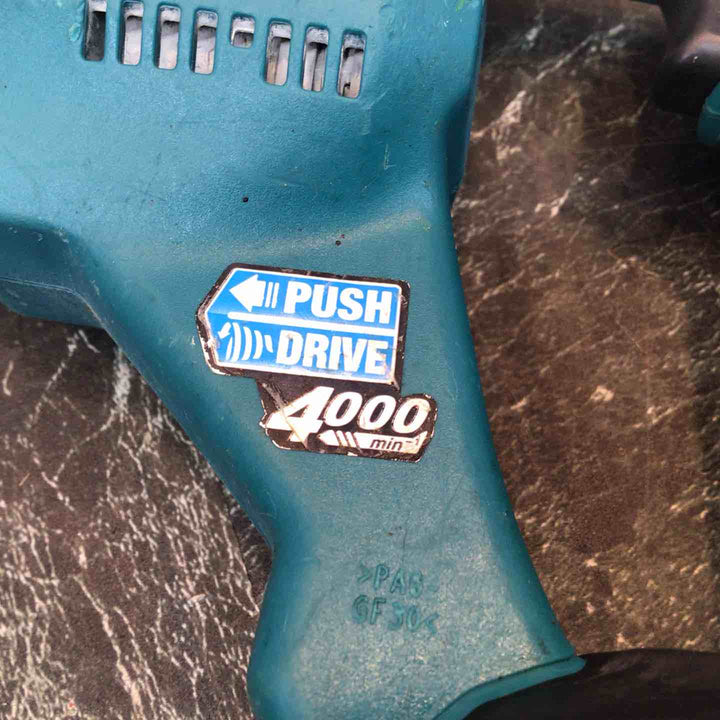 PUSH
DRIVE
4000
min-1
>PA6-
GF30<